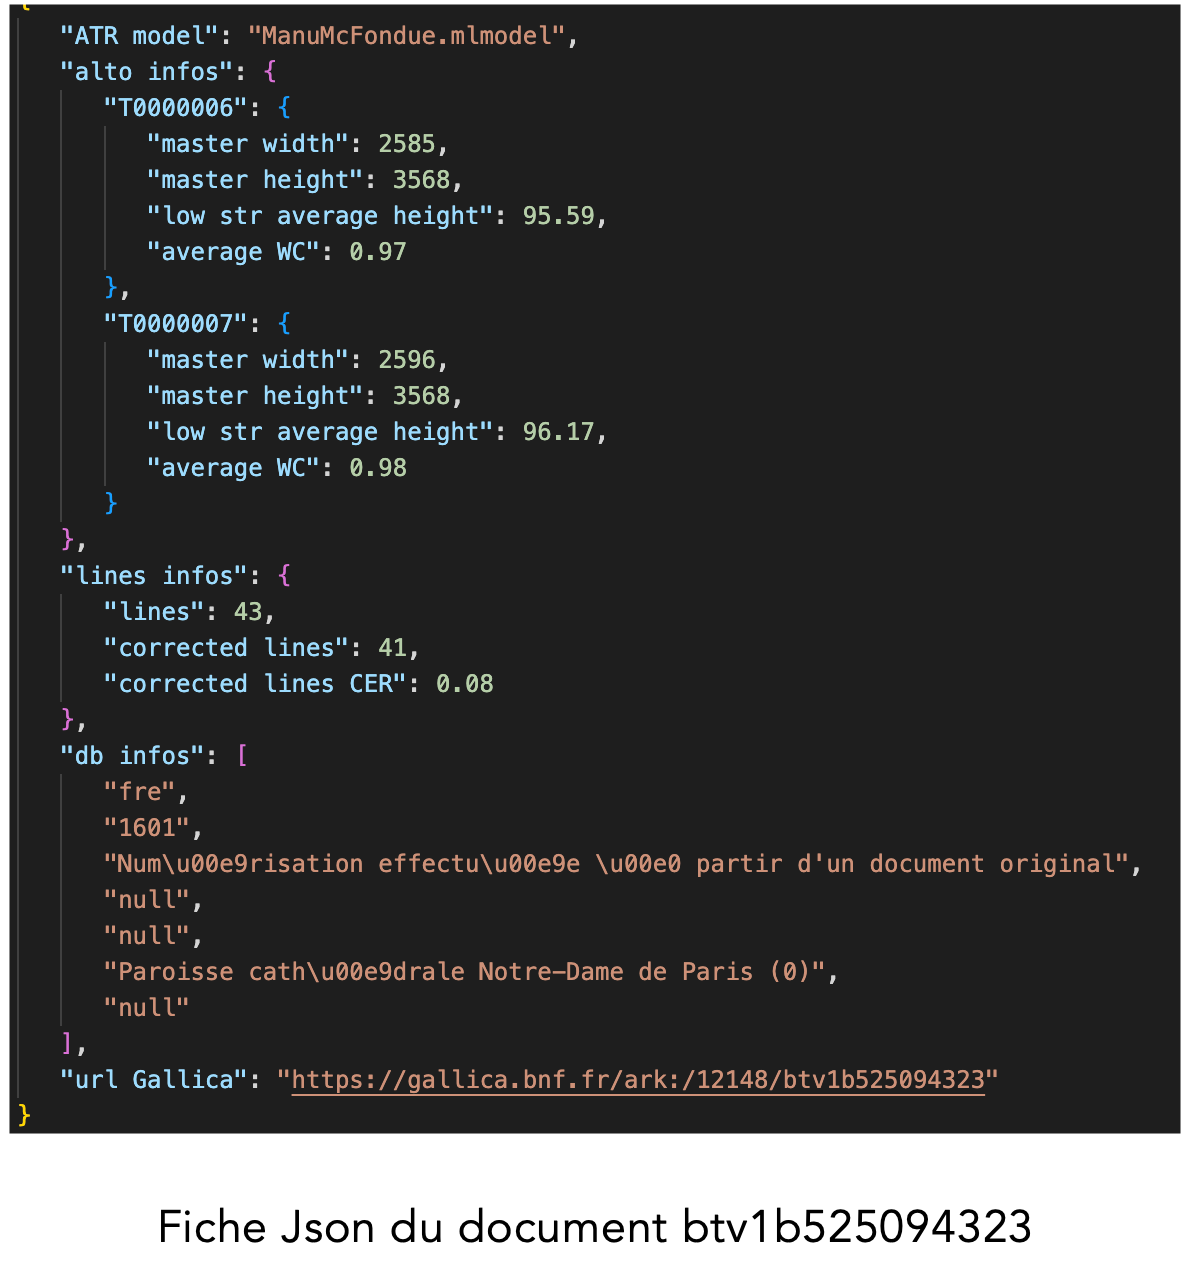 {
"ATR model": "ManuMcFondue.mlmodel",
"alto infos": {
"T0000006": {
"master width": 2585,
"master height": 3568,
"low str average height": 95.59,
"average WC": 0.97
},
"T0000007": {
"master width": 2596,
"master height": 3568,
"low str average height": 96.17,
"average WC": 0.98
}
},
"lines infos": {
"lines": 43,
"corrected lines": 41,
"corrected lines CER": 0.08
},
"db infos": [
"fre",
"1601",
"Num\u00e9risation effectu\u00e9e \u00e0 partir d'un document original",
"null",
"null",
"Paroisse cath\u00e9drale Notre-Dame de Paris (0)",
"null"
],
"url Gallica": "https://gallica.bnf.fr/ark:/12148/btv1b525094323"
}
Fiche Json du document btv1b525094323